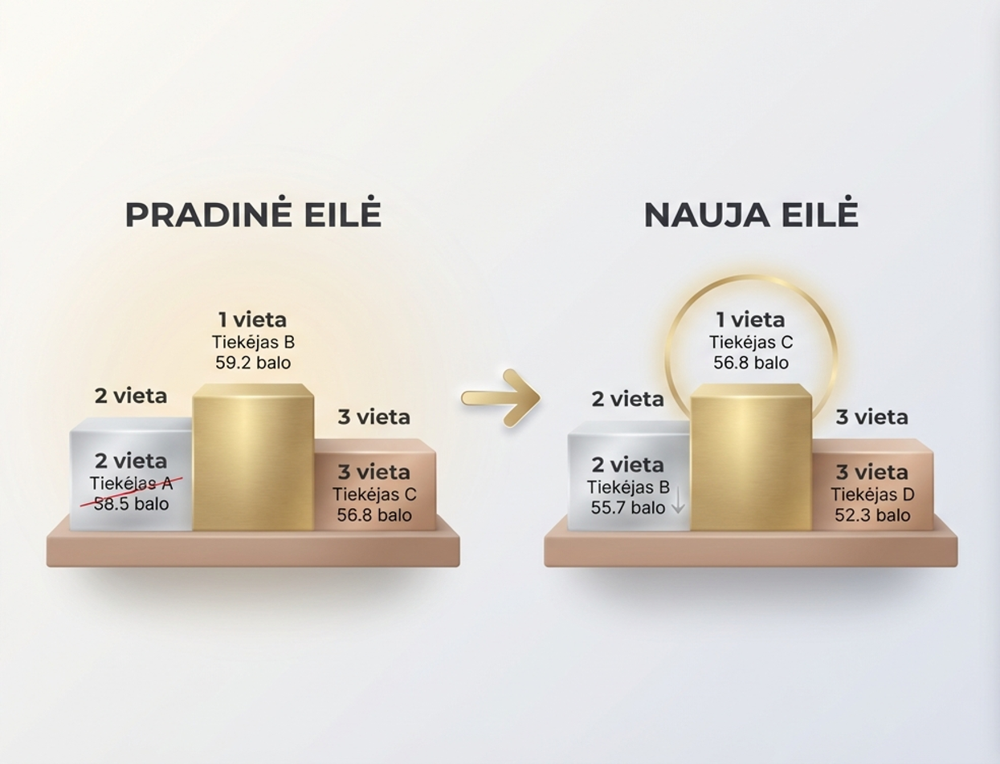 PRADINĖ EILĖ
1 vieta
Tiekėjas B
59.2 balo
2 vieta
2 vieta
Tiekėjas A
58.5 balo
3 vieta
3 vieta
Tiekėjas C
56.8 balo
NAUJA EILĖ
1 vieta
Tiekėjas C
56.8 balo
2 vieta
2 vieta
Tiekėjas B
55.7 balo
3 vieta
3 vieta
Tiekėjas D
52.3 balo